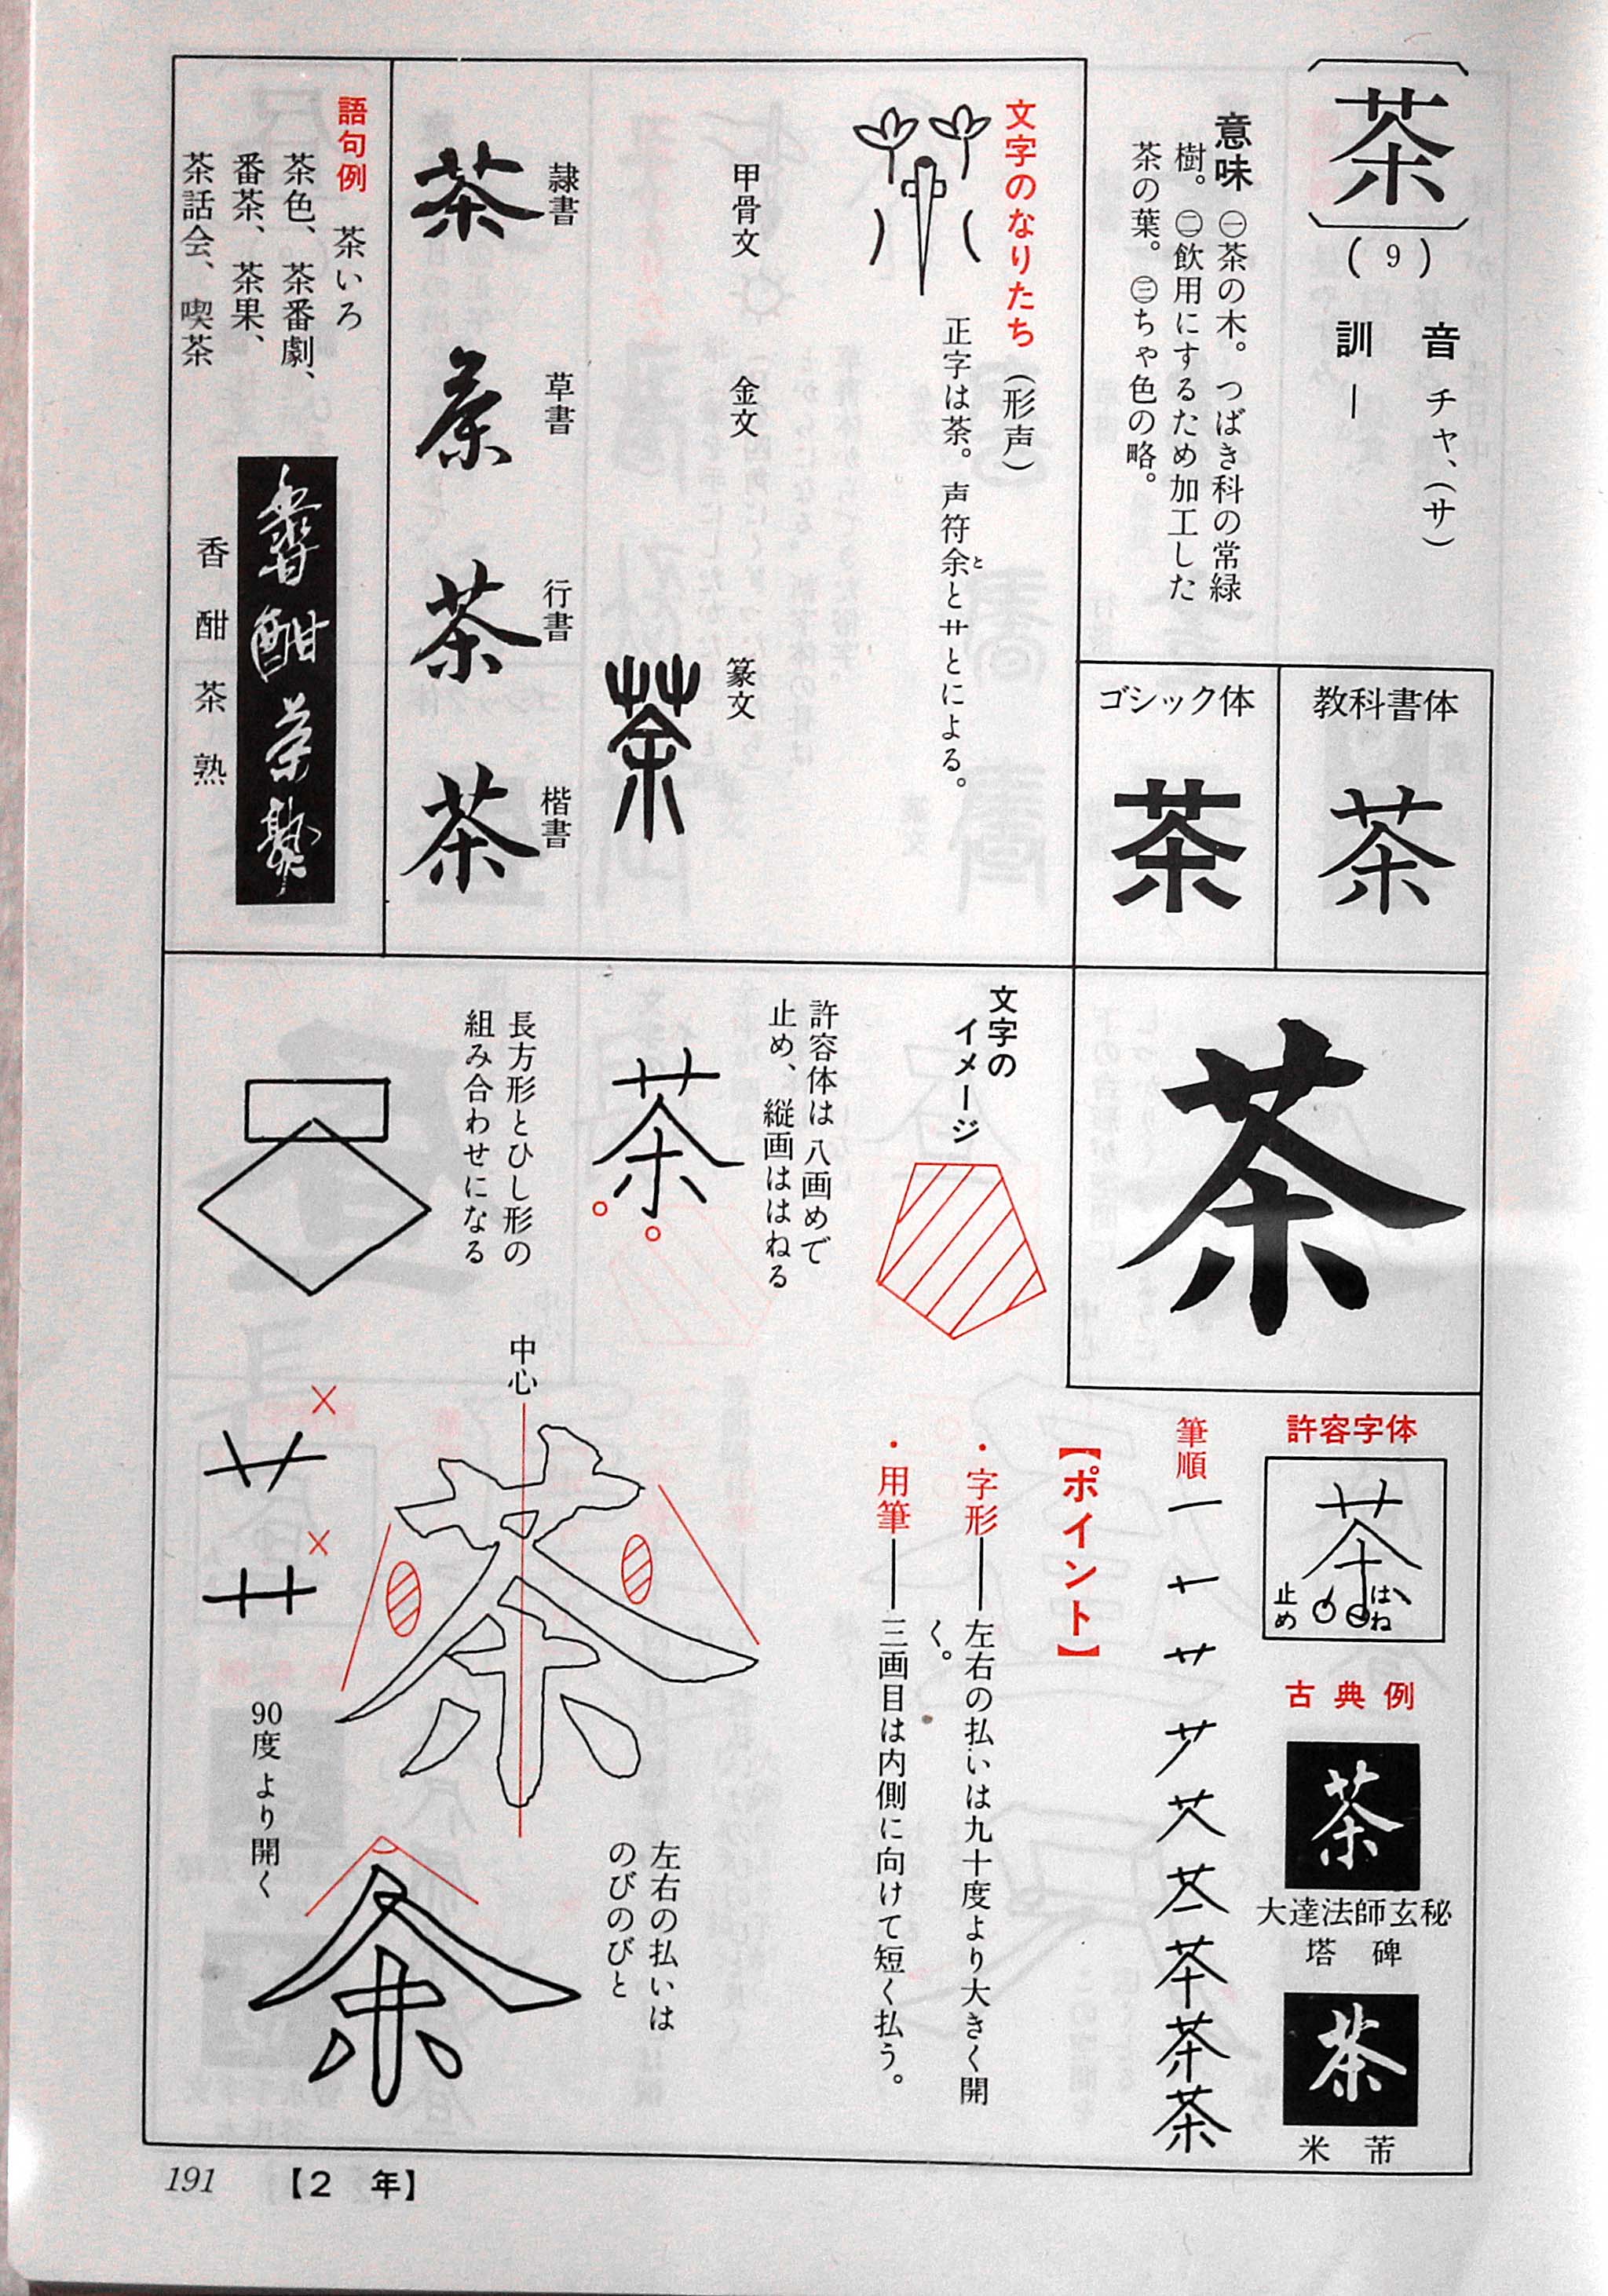 茶
(9)
音 チャ、(サ)
訓 ―
意味 ㊀茶の木。つばき科の常緑
樹。㊁飲用にするため加工した
茶の葉。㊂ちゃ色の略。
教科書体
茶
ゴシック体
茶
文字のなりたち(形声)
正字は荼。声符余と
と艹とによる。
甲骨文
金文
篆文
隷書
茶
草書
茶
行書
茶
楷書
茶
語句例 茶いろ
茶色、茶番劇、
番茶、茶果、
茶話会、喫茶
香酣茶熟
茶
許容字体
茶
はね
止め
古典例
茶
大達法師玄秘
塔碑
茶
米芾
筆順
茶
【ポイント】
・字形――左右の払いは九十度より大きく開
く。
・用筆――三画目は内側に向けて短く払う。
文字の
イメージ
許容体は八画めで
止め、縦画ははねる
茶
長方形とひし形の
組み合わせになる
中心
茶
左右の払いは
のびのびと
90度より開く
191
【2 年】